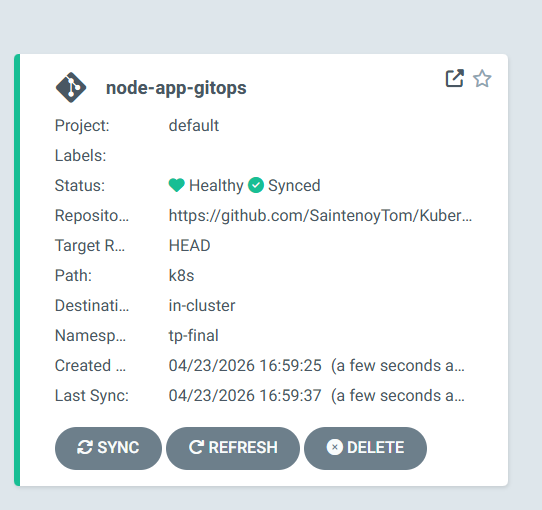 node-app-gitops
Project: default
Labels:
Status: Healthy Synced
Reposito... https://github.com/SaintenoyTom/Kuber...
Target R... HEAD
Path: k8s
Destinati... in-cluster
Namesp... tp-final
Created ... 04/23/2026 16:59:25 (a few seconds a...
Last Sync: 04/23/2026 16:59:37 (a few seconds a...
SYNC REFRESH DELETE